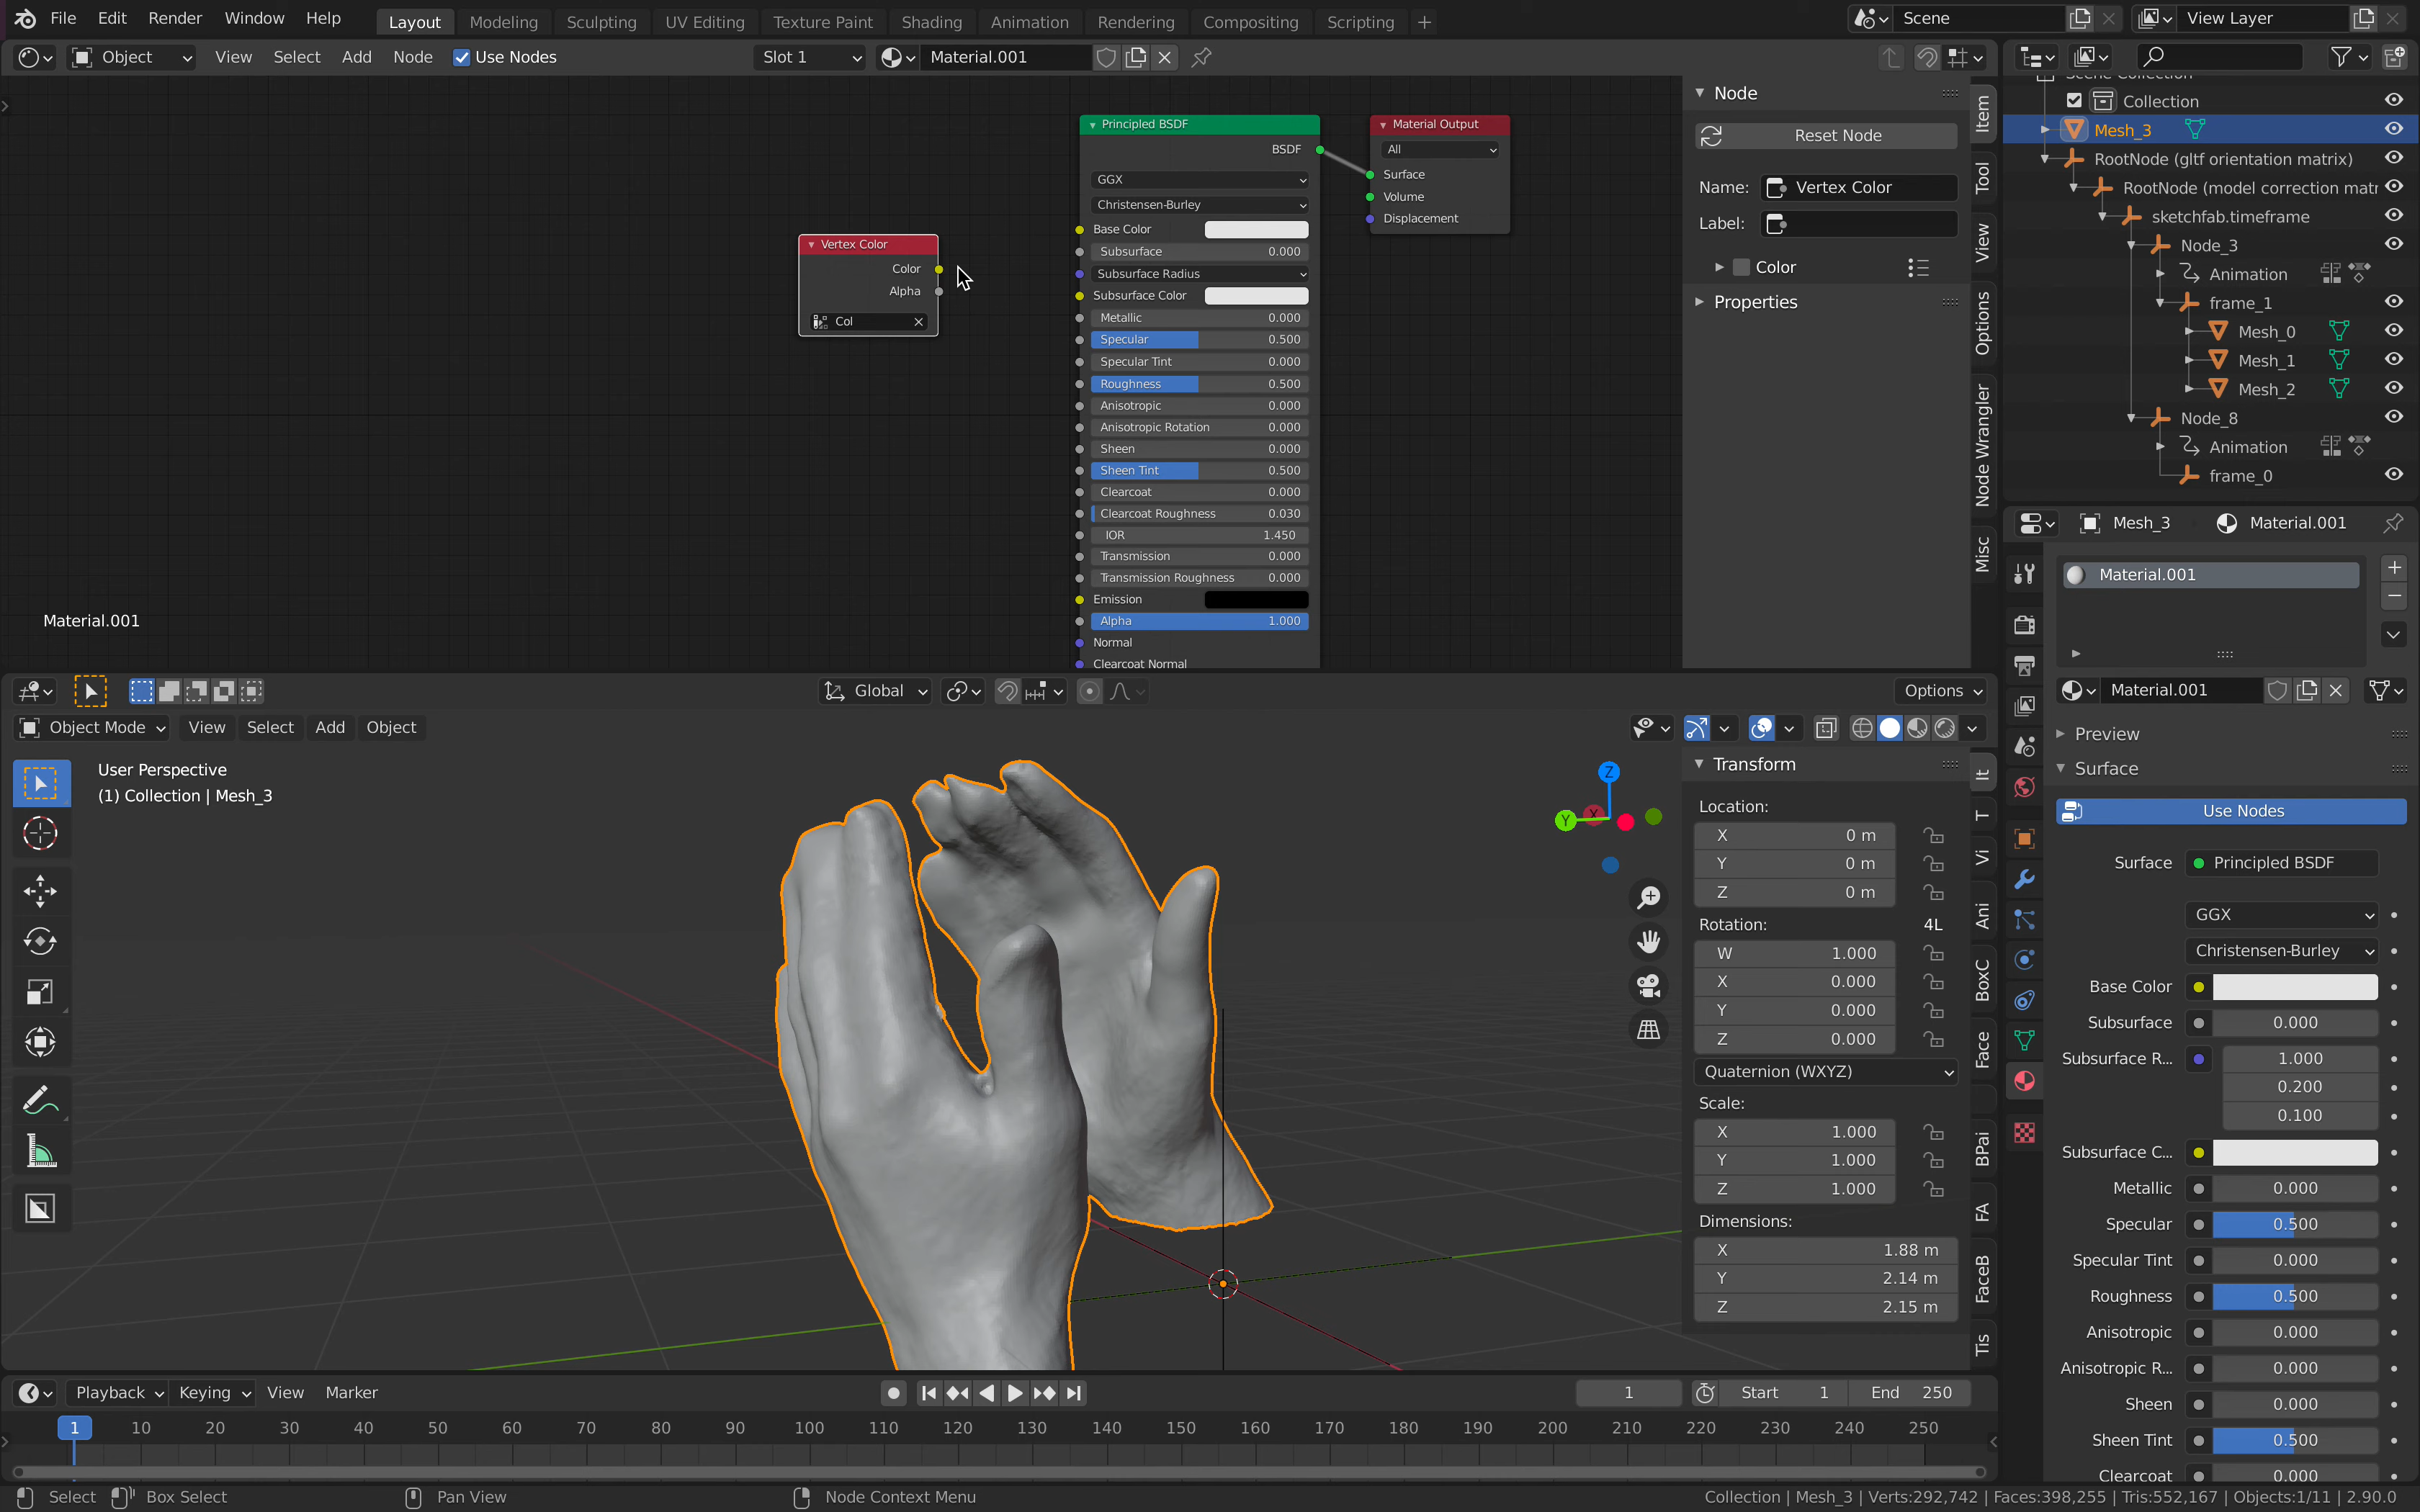 File Edit Render Window Help Layout Modeling Sculpting UV Editing Texture Paint Shading Animation Rendering Compositing Scripting + Scene View Layer
Object View Select Add Node Use Nodes Slot 1 Material.001
Principled BSDF
BSDF
GGX
Christensen-Burley
Base Color
Subsurface 0.000
Subsurface Radius
Subsurface Color
Metallic 0.000
Specular 0.500
Specular Tint 0.000
Roughness 0.500
Anisotropic 0.000
Anisotropic Rotation 0.000
Sheen 0.000
Sheen Tint 0.500
Clearcoat 0.000
Clearcoat Roughness 0.030
IOR 1.450
Transmission 0.000
Transmission Roughness 0.000
Emission
Alpha 1.000
Normal
Clearcoat Normal
Material Output
All
Surface
Volume
Displacement
Vertex Color
Color
Alpha
Col
Material.001
Node
Reset Node
Name: Vertex Color
Label:
Color
Properties
Item
Tool
View
Options
Node Wrangler
Misc
Scene Collection
Collection
Mesh_3
RootNode (gltf orientation matrix)
RootNode (model correction matr
sketchfab.timeframe
Node_3
Animation
frame_1
Mesh_0
Mesh_1
Mesh_2
Node_8
Animation
frame_0
Global Options
Object Mode View Select Add Object
User Perspective
(1) Collection | Mesh_3
Z
Y
X
Transform
Location:
X 0 m
Y 0 m
Z 0 m
Rotation: 4L
W 1.000
X 0.000
Y 0.000
Z 0.000
Quaternion (WXYZ)
Scale:
X 1.000
Y 1.000
Z 1.000
Dimensions:
X 1.88 m
Y 2.14 m
Z 2.15 m
It
T
Vi
Ani
BoxC
Face
BPai
FA
FaceB
Tis
Mesh_3 Material.001
Material.001
Material.001
Preview
Surface
Use Nodes
Surface Principled BSDF
GGX
Christensen-Burley
Base Color
Subsurface 0.000
Subsurface R... 1.000
0.200
0.100
Subsurface C...
Metallic 0.000
Specular 0.500
Specular Tint 0.000
Roughness 0.500
Anisotropic 0.000
Anisotropic R... 0.000
Sheen 0.000
Sheen Tint 0.500
Clearcoat 0.000
Playback Keying View Marker 1 Start 1 End 250
1 10 20 30 40 50 60 70 80 90 100 110 120 130 140 150 160 170 180 190 200 210 220 230 240 250
Select Box Select Pan View Node Context Menu Collection | Mesh_3 | Verts:292,742 | Faces:398,255 | Tris:552,167 | Objects:1/11 | 2.90.0